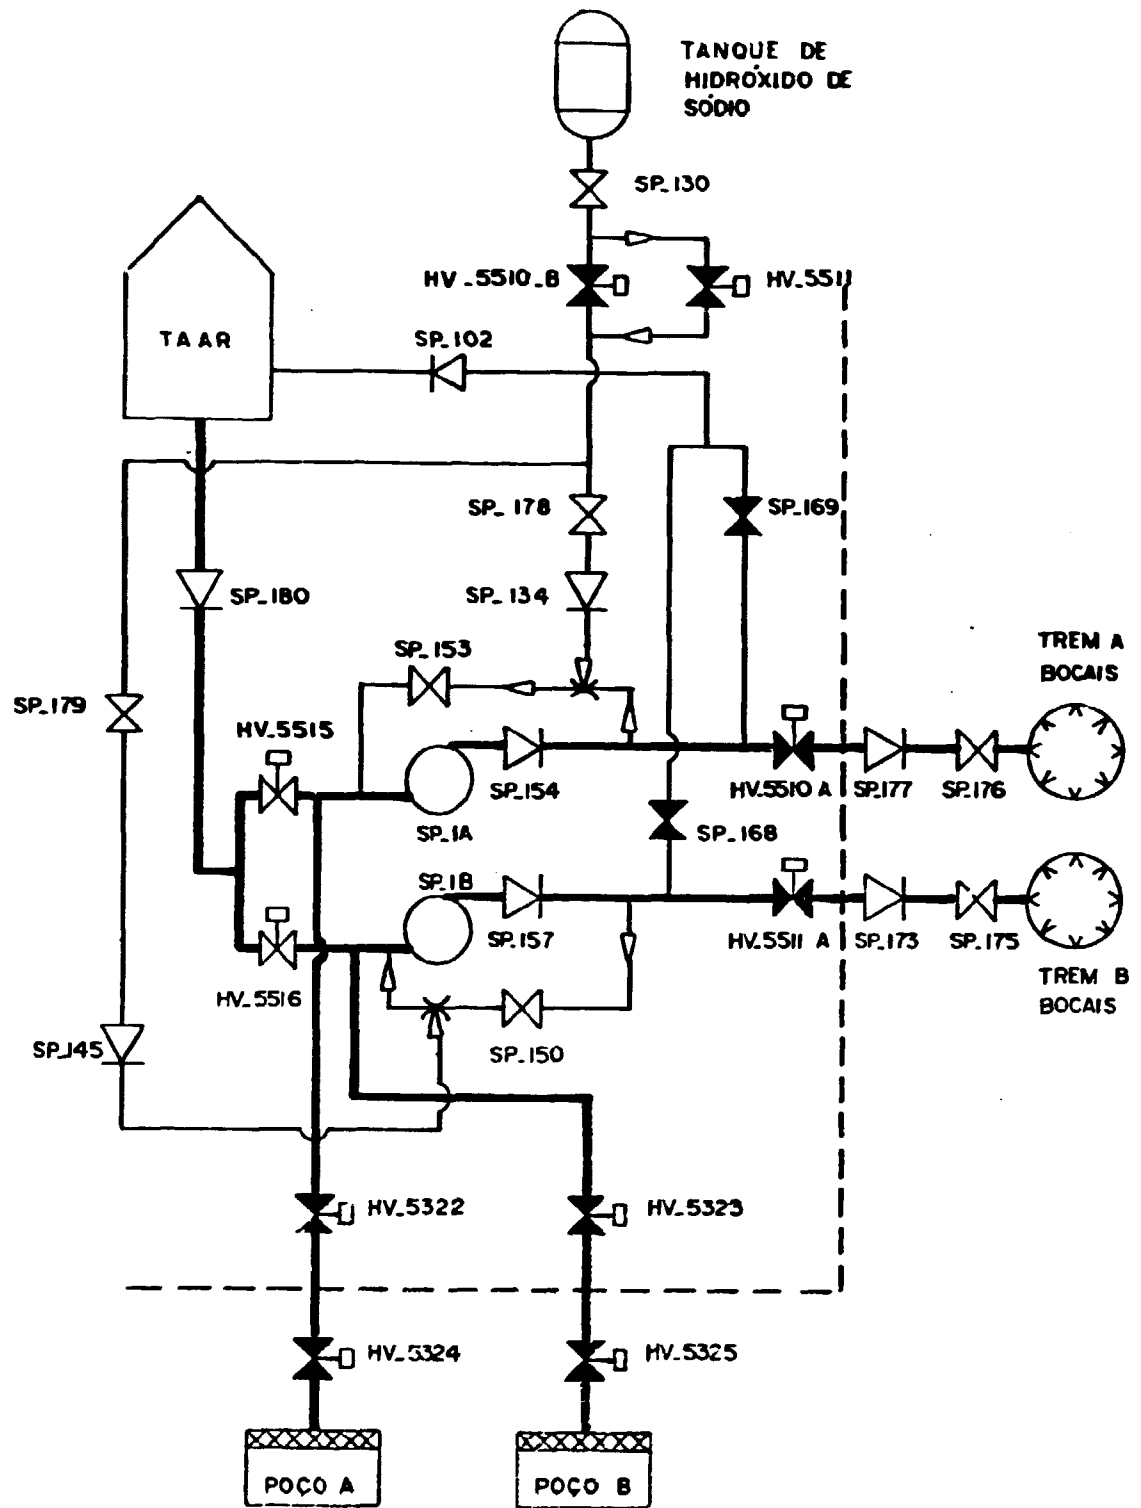 TANQUE DE
HIDRÓXIDO DE
SÓDIO
SP_130
HV_5510_B
HV_5511
TAAR
SP_102
SP_178
SP_169
SP_180
SP_134
SP_153
TREM A
BOCAIS
SP_179
HV_5515
SP_154
HV_5510 A
SP_177
SP_176
SP_1A
SP_168
SP_1B
SP_157
HV_5511 A
SP_173
SP_175
HV_5516
TREM B
BOCAIS
SP_145
SP_150
HV_5322
HV_5323
HV_5324
HV_5325
POÇO A
POÇO B